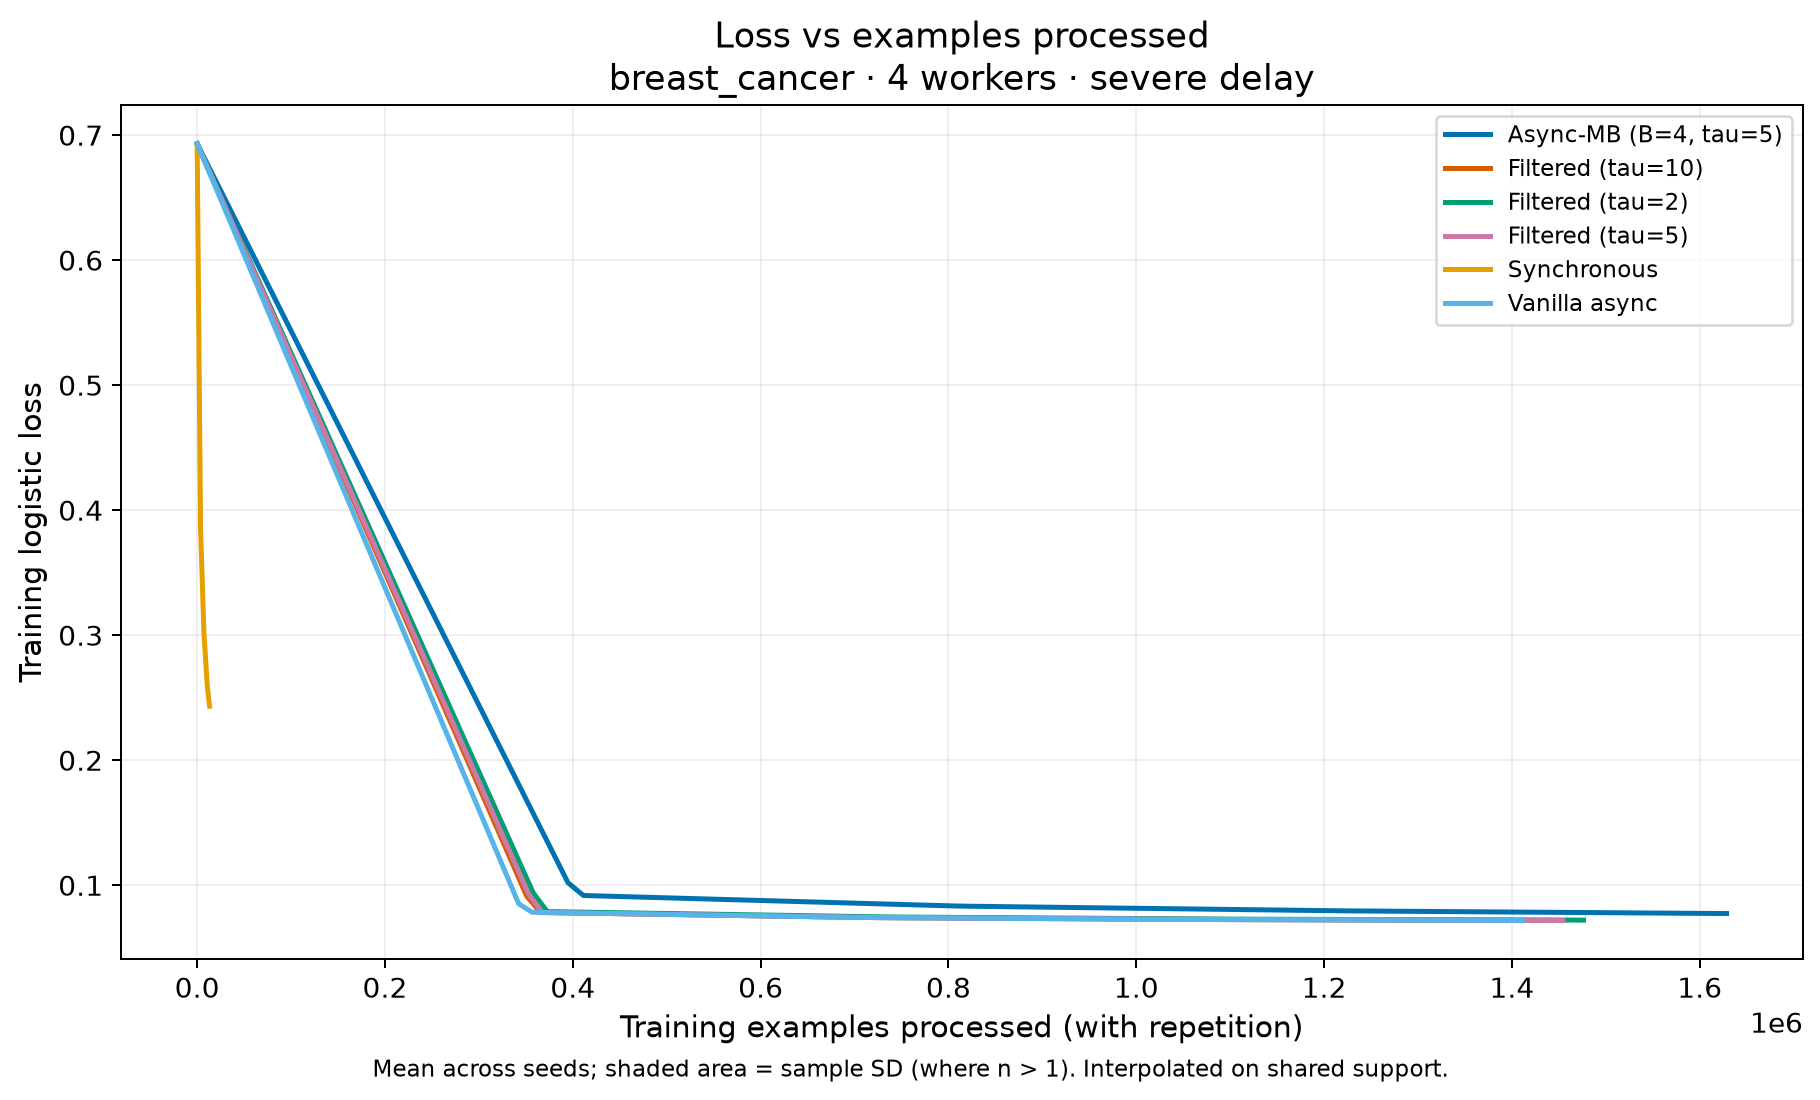 Loss vs examples processed
breast_cancer · 4 workers · severe delay
Training logistic loss
0.7
0.6
0.5
0.4
0.3
0.2
0.1
Async-MB (B=4, tau=5)
Filtered (tau=10)
Filtered (tau=2)
Filtered (tau=5)
Synchronous
Vanilla async
0.0 0.2 0.4 0.6 0.8 1.0 1.2 1.4 1.6
1e6
Training examples processed (with repetition)
Mean across seeds; shaded area = sample SD (where n > 1). Interpolated on shared support.